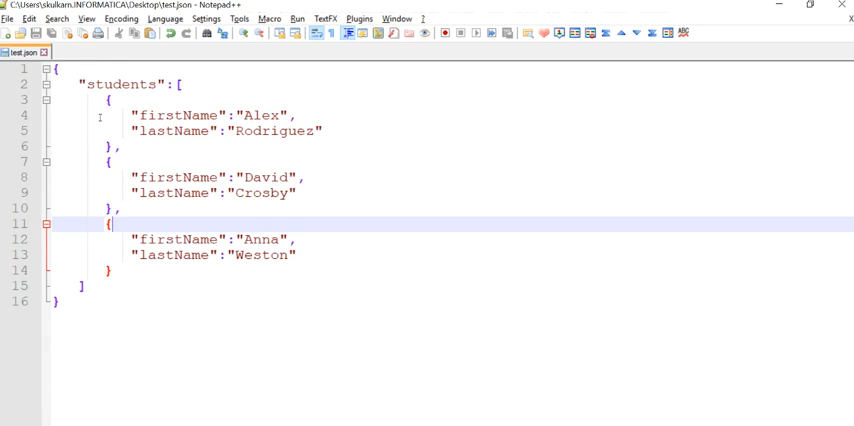 C:\Users\skulkarn.INFORMATICA\Desktop\test.json - Notepad++
File Edit Search View Encoding Language Settings Tools Macro Run TextFX Plugins Window ? X
ABC
test.json
1 {
2 "students":[
3 {
4 "firstName":"Alex",
5 "lastName":"Rodriguez"
6 },
7 {
8 "firstName":"David",
9 "lastName":"Crosby"
10 },
11 {
12 "firstName":"Anna",
13 "lastName":"Weston"
14 }
15 ]
16 }